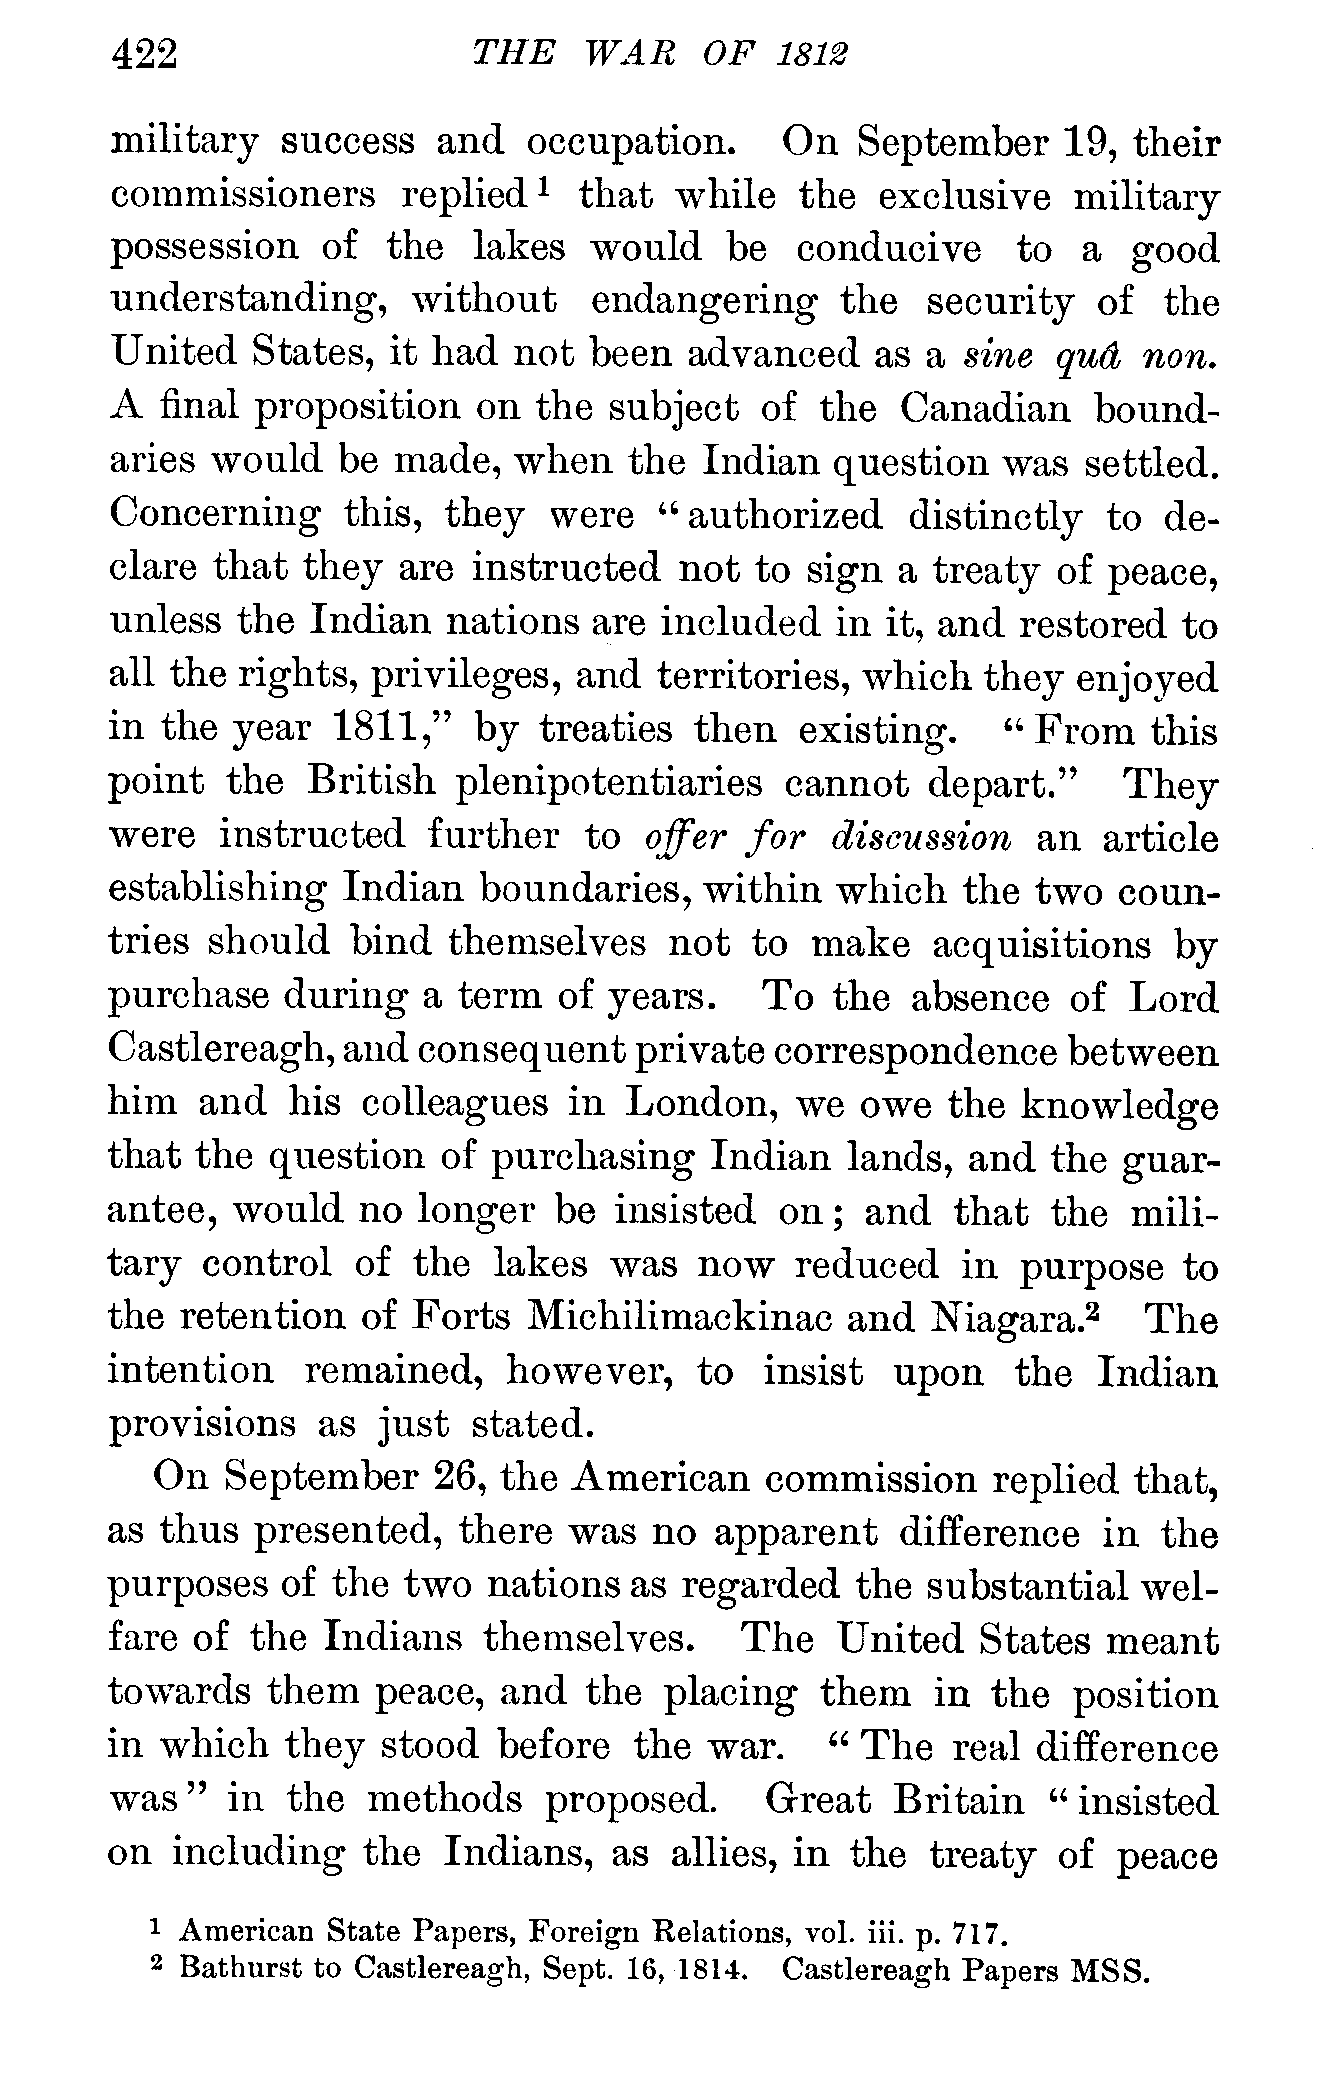 422 THE WAR OF 1812
military success and occupation. On September 19, their
commissioners replied ¹ that while the exclusive military
possession of the lakes would be conducive to a good
understanding, without endangering the security of the
United States, it had not been advanced as a sine quâ non.
A final proposition on the subject of the Canadian bound-
aries would be made, when the Indian question was settled.
Concerning this, they were “authorized distinctly to de-
clare that they are instructed not to sign a treaty of peace,
unless the Indian nations are included in it, and restored to
all the rights, privileges, and territories, which they enjoyed
in the year 1811,” by treaties then existing. “From this
point the British plenipotentiaries cannot depart.” They
were instructed further to offer for discussion an article
establishing Indian boundaries, within which the two coun-
tries should bind themselves not to make acquisitions by
purchase during a term of years. To the absence of Lord
Castlereagh, and consequent private correspondence between
him and his colleagues in London, we owe the knowledge
that the question of purchasing Indian lands, and the guar-
antee, would no longer be insisted on; and that the mili-
tary control of the lakes was now reduced in purpose to
the retention of Forts Michilimackinac and Niagara.² The
intention remained, however, to insist upon the Indian
provisions as just stated.
On September 26, the American commission replied that,
as thus presented, there was no apparent difference in the
purposes of the two nations as regarded the substantial wel-
fare of the Indians themselves. The United States meant
towards them peace, and the placing them in the position
in which they stood before the war. “The real difference
was” in the methods proposed. Great Britain “insisted
on including the Indians, as allies, in the treaty of peace
¹ American State Papers, Foreign Relations, vol. iii. p. 717.
² Bathurst to Castlereagh, Sept. 16, 1814. Castlereagh Papers MSS.